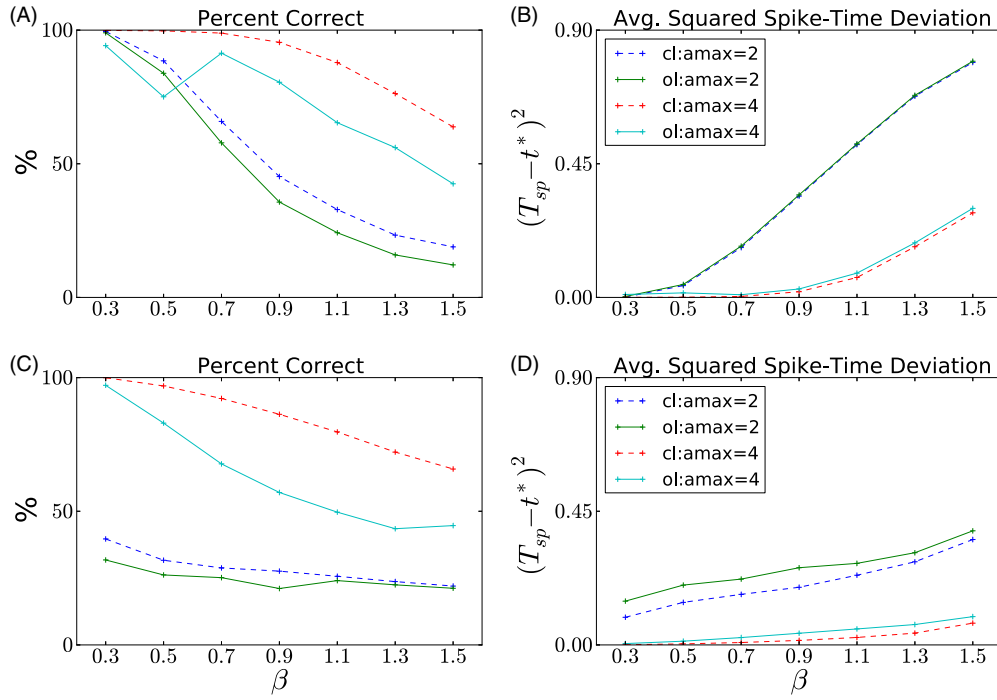 (A)
Percent Correct
100
50
0
%
0.3 0.5 0.7 0.9 1.1 1.3 1.5
(B)
Avg. Squared Spike-Time Deviation
0.90
0.45
0.00
(T_sp − t*)²
cl:amax=2
ol:amax=2
cl:amax=4
ol:amax=4
0.3 0.5 0.7 0.9 1.1 1.3 1.5
(C)
Percent Correct
100
50
0
%
0.3 0.5 0.7 0.9 1.1 1.3 1.5
β
(D)
Avg. Squared Spike-Time Deviation
0.90
0.45
0.00
(T_sp − t*)²
cl:amax=2
ol:amax=2
cl:amax=4
ol:amax=4
0.3 0.5 0.7 0.9 1.1 1.3 1.5
β